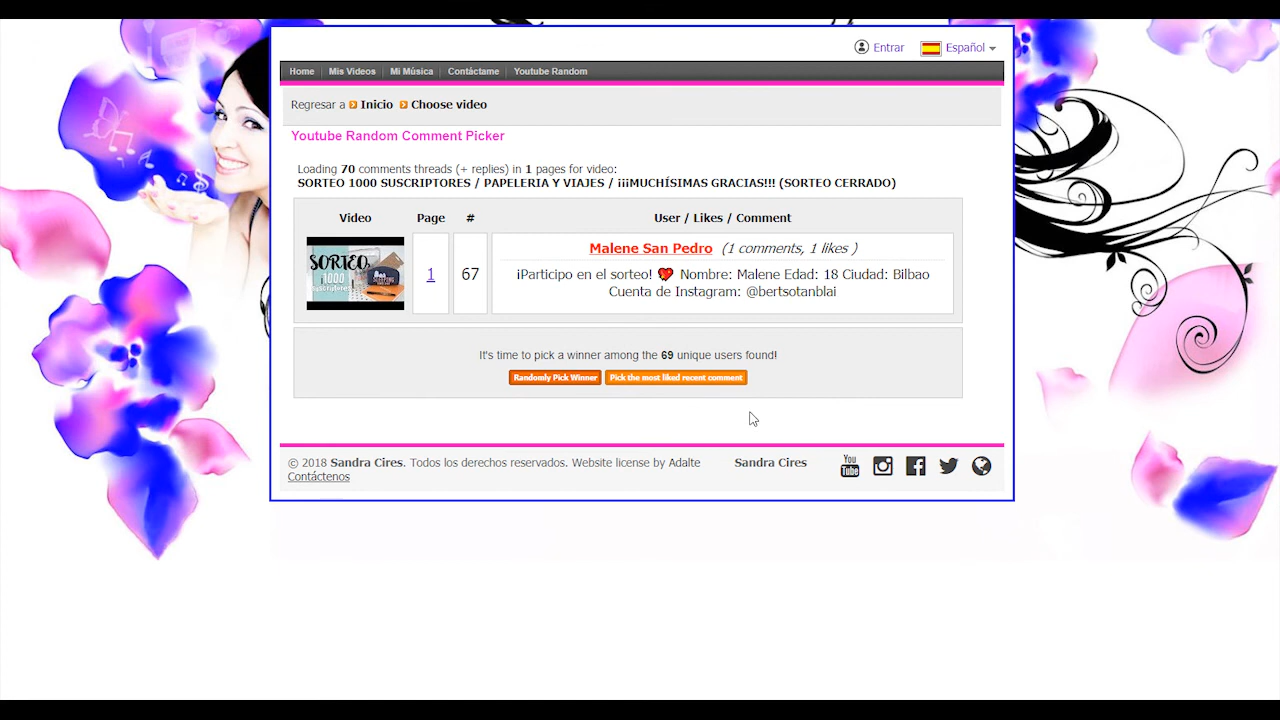 Entrar Español
Home Mis Videos Mi Música Contáctame Youtube Random
Regresar a Inicio Choose video
Youtube Random Comment Picker
Loading 70 comments threads (+ replies) in 1 pages for video:
SORTEO 1000 SUSCRIPTORES / PAPELERIA Y VIAJES / ¡¡¡MUCHÍSIMAS GRACIAS!!! (SORTEO CERRADO)
Video Page # User / Likes / Comment
SORTEO
1000
suscriptores
1
67
Malene San Pedro (1 comments, 1 likes )
¡Participo en el sorteo! 💖 Nombre: Malene Edad: 18 Ciudad: Bilbao
Cuenta de Instagram: @bertsotanblai
It's time to pick a winner among the 69 unique users found!
Randomly Pick Winner Pick the most liked recent comment
© 2018 Sandra Cires. Todos los derechos reservados. Website license by Adalte
Contáctenos
Sandra Cires
You
Tube